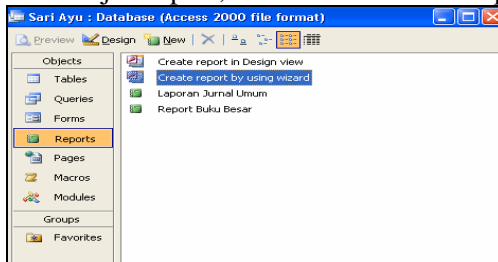 Sari Ayu : Database (Access 2000 file format)
Preview Design New
Objects
Tables
Queries
Forms
Reports
Pages
Macros
Modules
Groups
Favorites
Create report in Design view
Create report by using wizard
Laporan Jurnal Umum
Report Buku Besar